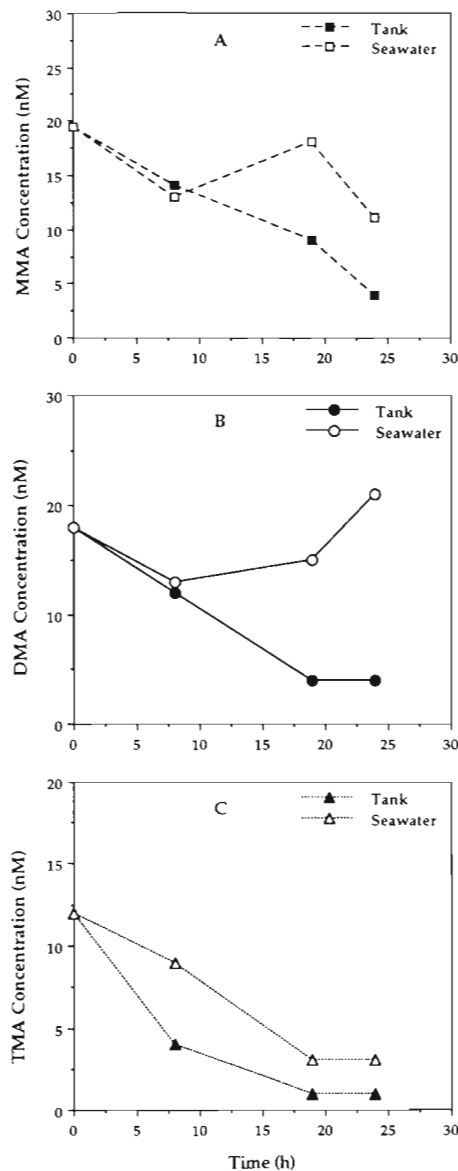 30
A
Tank
Seawater
25
20
15
10
5
0
MMA Concentration (nM)
0 5 10 15 20 25 30
30
B
Tank
Seawater
20
10
0
DMA Concentration (nM)
0 5 10 15 20 25 30
20
C
Tank
Seawater
15
10
5
0
TMA Concentration (nM)
0 5 10 15 20 25 30
Time (h)